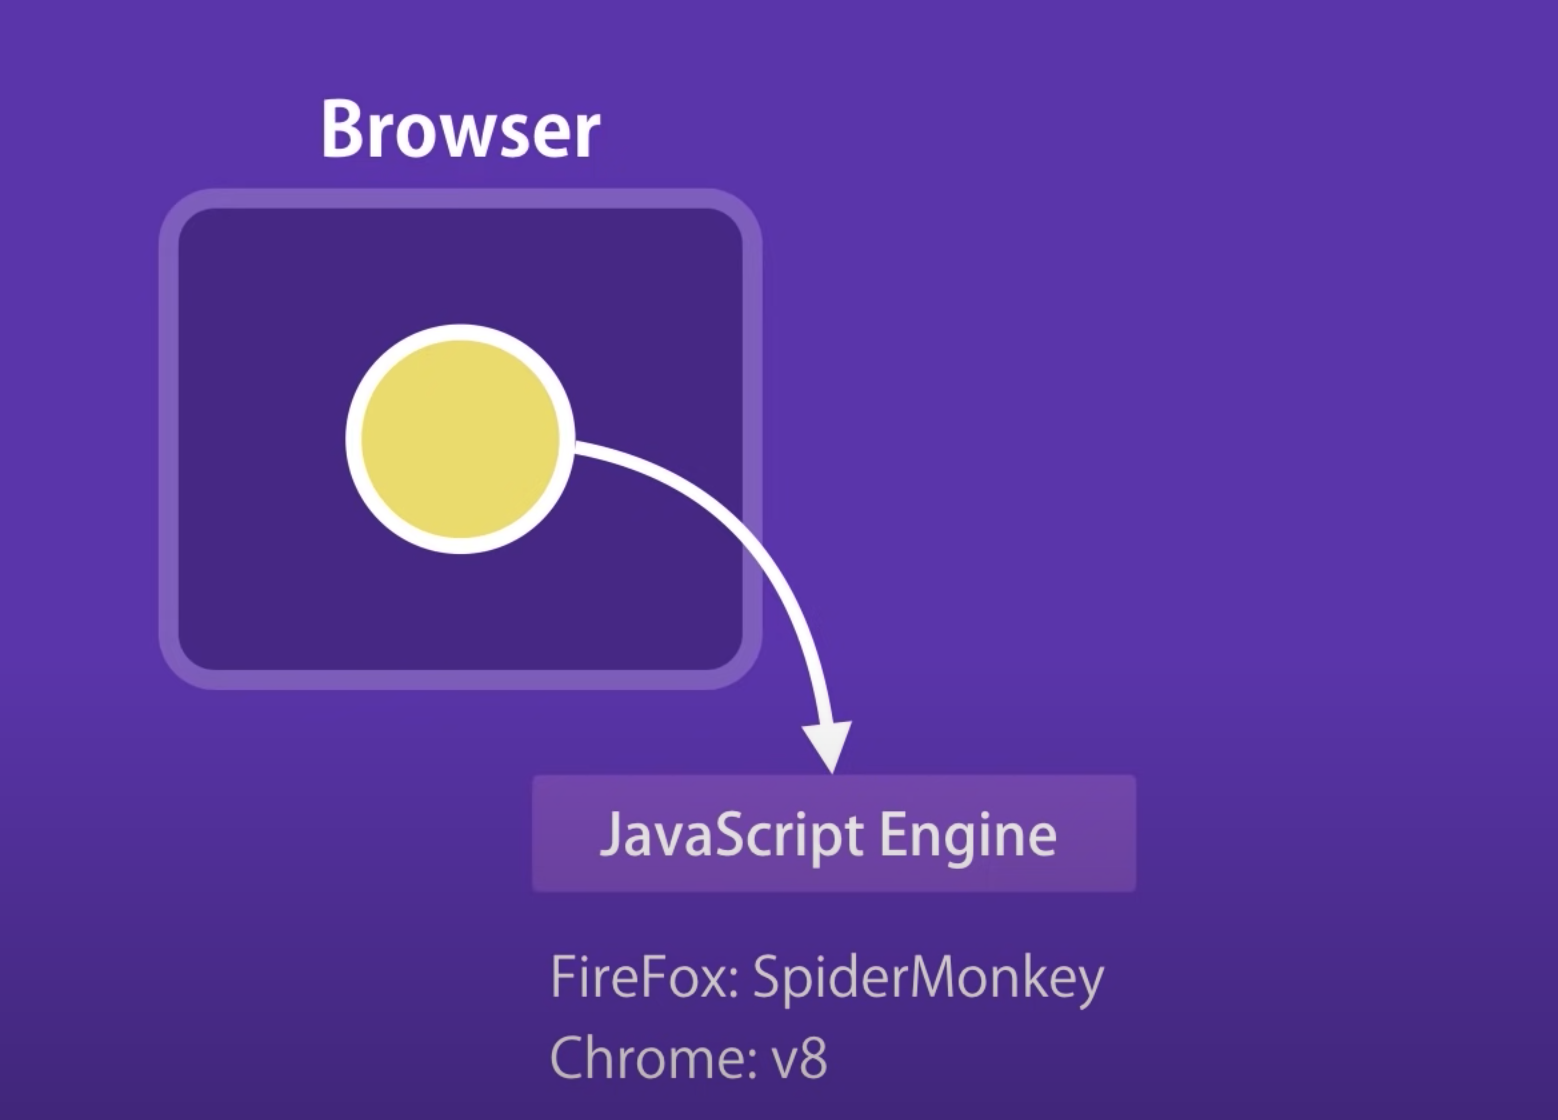 Browser
JavaScript Engine
FireFox: SpiderMonkey
Chrome: v8